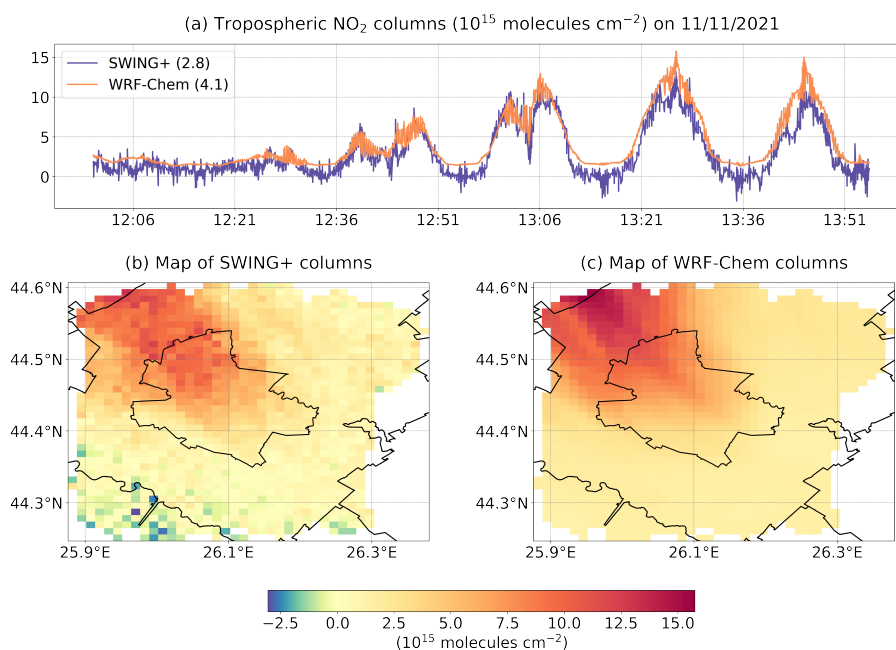 (a) Tropospheric NO₂ columns (10¹⁵ molecules cm⁻²) on 11/11/2021
SWING+ (2.8)
WRF-Chem (4.1)
15
10
5
0
12:06 12:21 12:36 12:51 13:06 13:21 13:36 13:51
(b) Map of SWING+ columns
(c) Map of WRF-Chem columns
44.6°N 44.6°N
44.5°N 44.5°N
44.4°N 44.4°N
44.3°N 44.3°N
25.9°E 26.1°E 26.3°E 25.9°E 26.1°E 26.3°E
−2.5 0.0 2.5 5.0 7.5 10.0 12.5 15.0
(10¹⁵ molecules cm⁻²)